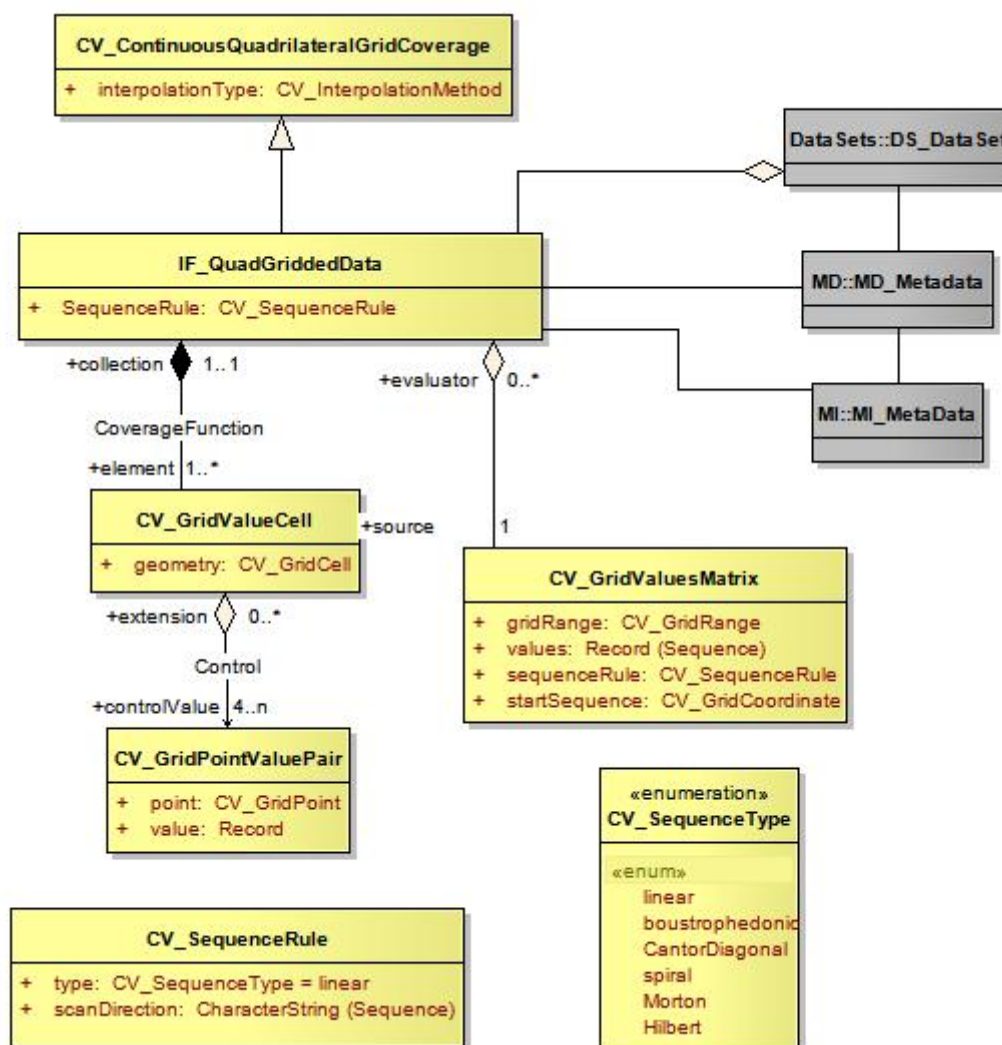 CV_ContinuousQuadrilateralGridCoverage
+ interpolationType: CV_InterpolationMethod
DataSets::DS_DataSet
IF_QuadGriddedData
+ SequenceRule: CV_SequenceRule
MD::MD_Metadata
MI::MI_MetaData
+collection 1..1
+evaluator 0..*
CoverageFunction
+element 1..*
CV_GridValueCell
+ geometry: CV_GridCell
+source 1
CV_GridValuesMatrix
+ gridRange: CV_GridRange
+ values: Record (Sequence)
+ sequenceRule: CV_SequenceRule
+ startSequence: CV_GridCoordinate
+extension 0..*
Control
+controlValue 4..n
CV_GridPointValuePair
+ point: CV_GridPoint
+ value: Record
«enumeration»
CV_SequenceType
«enum»
linear
boustrophedonic
CantorDiagonal
spiral
Morton
Hilbert
CV_SequenceRule
+ type: CV_SequenceType = linear
+ scanDirection: CharacterString (Sequence)